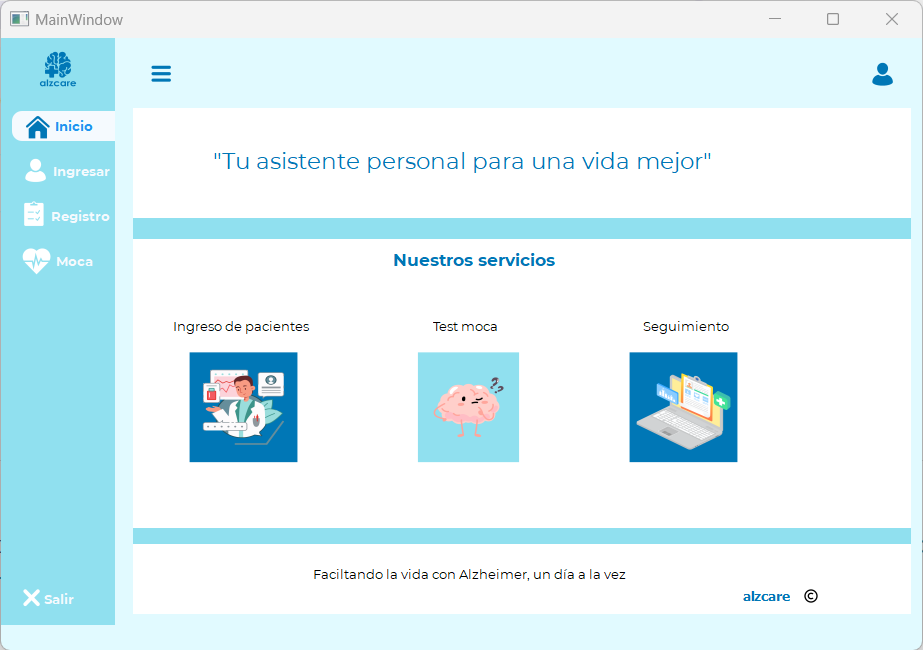 MainWindow
alzcare
Inicio
Ingresar
Registro
Moca
Salir
"Tu asistente personal para una vida mejor"
Nuestros servicios
Ingreso de pacientes
Test moca
Seguimiento
??
Faciltando la vida con Alzheimer, un día a la vez
alzcare ©